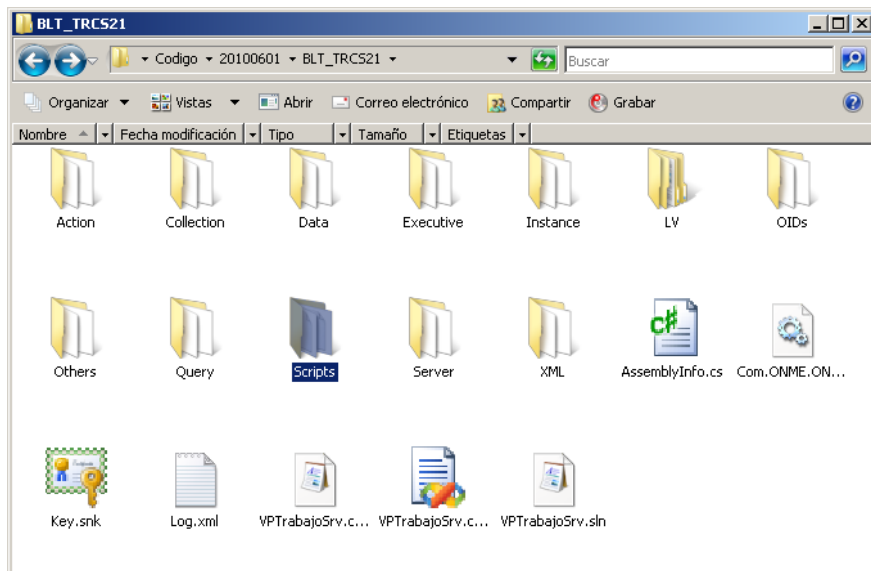 BLT_TRCS21
Codigo 20100601 BLT_TRCS21
Buscar
Organizar Vistas Abrir Correo electrónico Compartir Grabar
Nombre Fecha modificación Tipo Tamaño Etiquetas
Action Collection Data Executive Instance LV OIDs
Others Query Scripts Server XML AssemblyInfo.cs Com.ONME.ON...
Key.snk Log.xml VPTrabajoSrv.c... VPTrabajoSrv.c... VPTrabajoSrv.sln